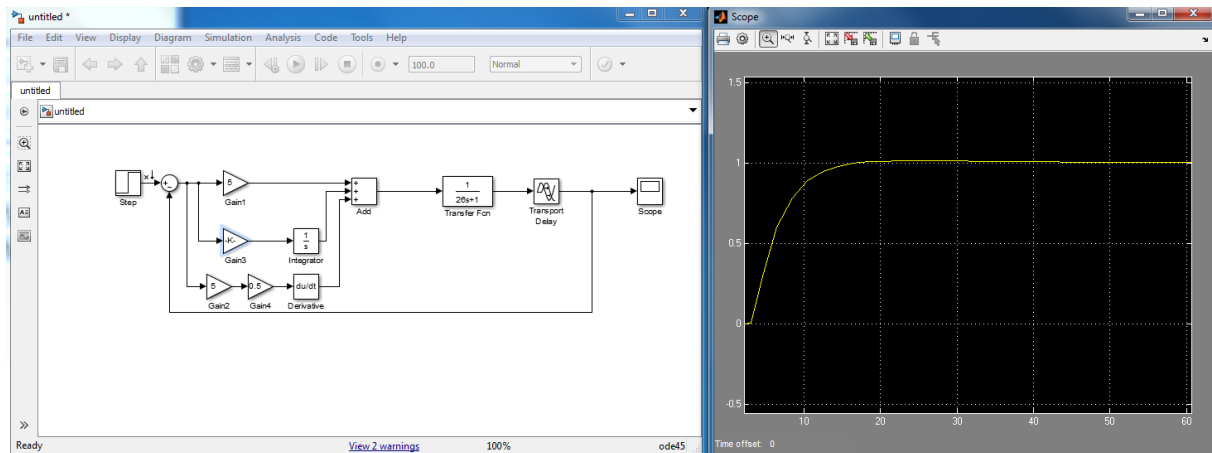 untitled *
File Edit View Display Diagram Simulation Analysis Code Tools Help
100.0 Normal
untitled
untitled
Step
+
-
5
Gain1
-K-
Gain3
5
Gain2
0.5
Gain4
1
s
Integrator
du/dt
Derivative
+
+
+
Add
1
26s+1
Transfer Fcn
Transport
Delay
Scope
Ready View 2 warnings 100% ode45
Scope
1.5
1
0.5
0
-0.5
10 20 30 40 50 60
Time offset: 0